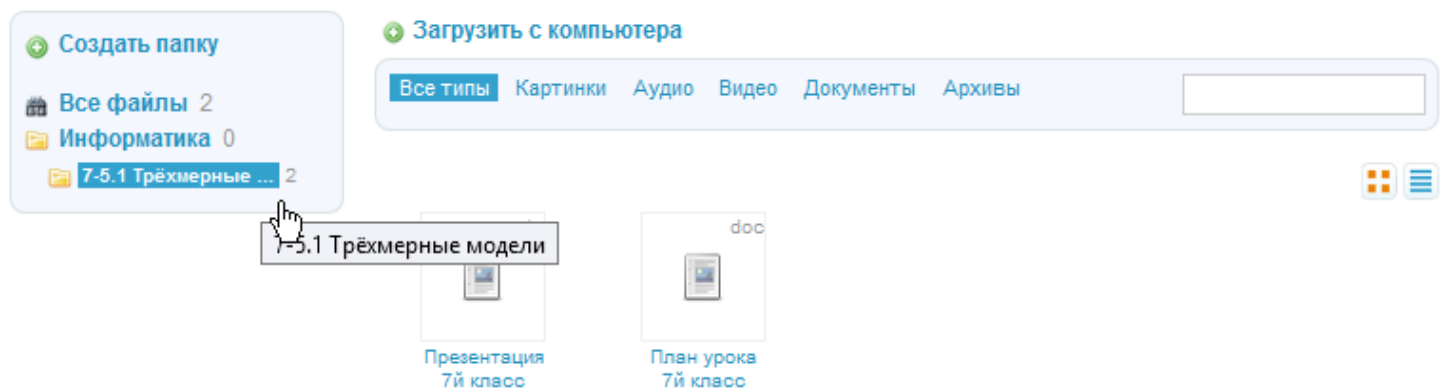 Создать папку
Все файлы 2
Информатика 0
7-5.1 Трёхмерные ... 2
7-5.1 Трёхмерные модели
Загрузить с компьютера
Все типы Картинки Аудио Видео Документы Архивы
doc
Презентация
7й класс
План урока
7й класс